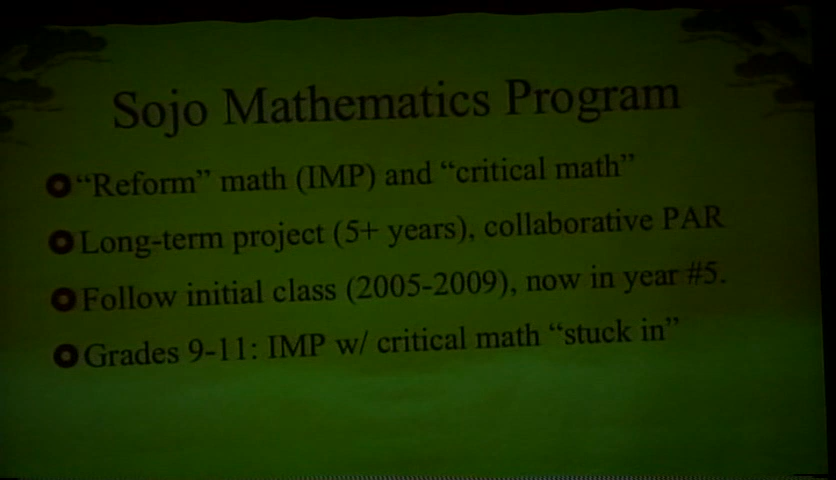 Sojo Mathematics Program
“Reform” math (IMP) and “critical math”
Long-term project (5+ years), collaborative PAR
Follow initial class (2005-2009), now in year #5.
Grades 9-11: IMP w/ critical math “stuck in”